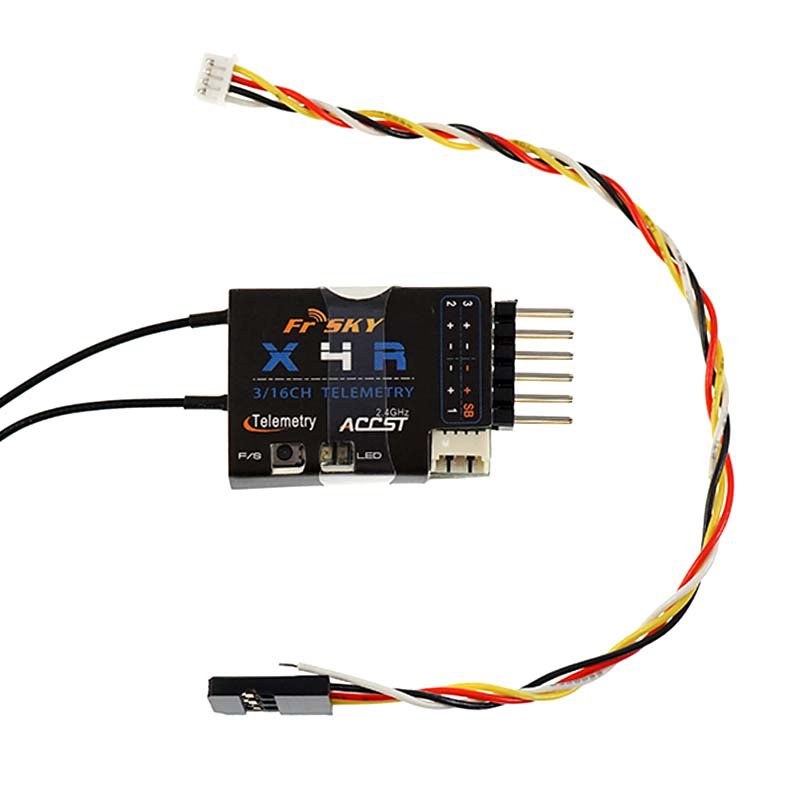 FrSKY
X4R
3/16CH TELEMETRY
Telemetry
2.4GHz
ACCST
F/S
LED
2 + - - + 1
3 + - + - SB